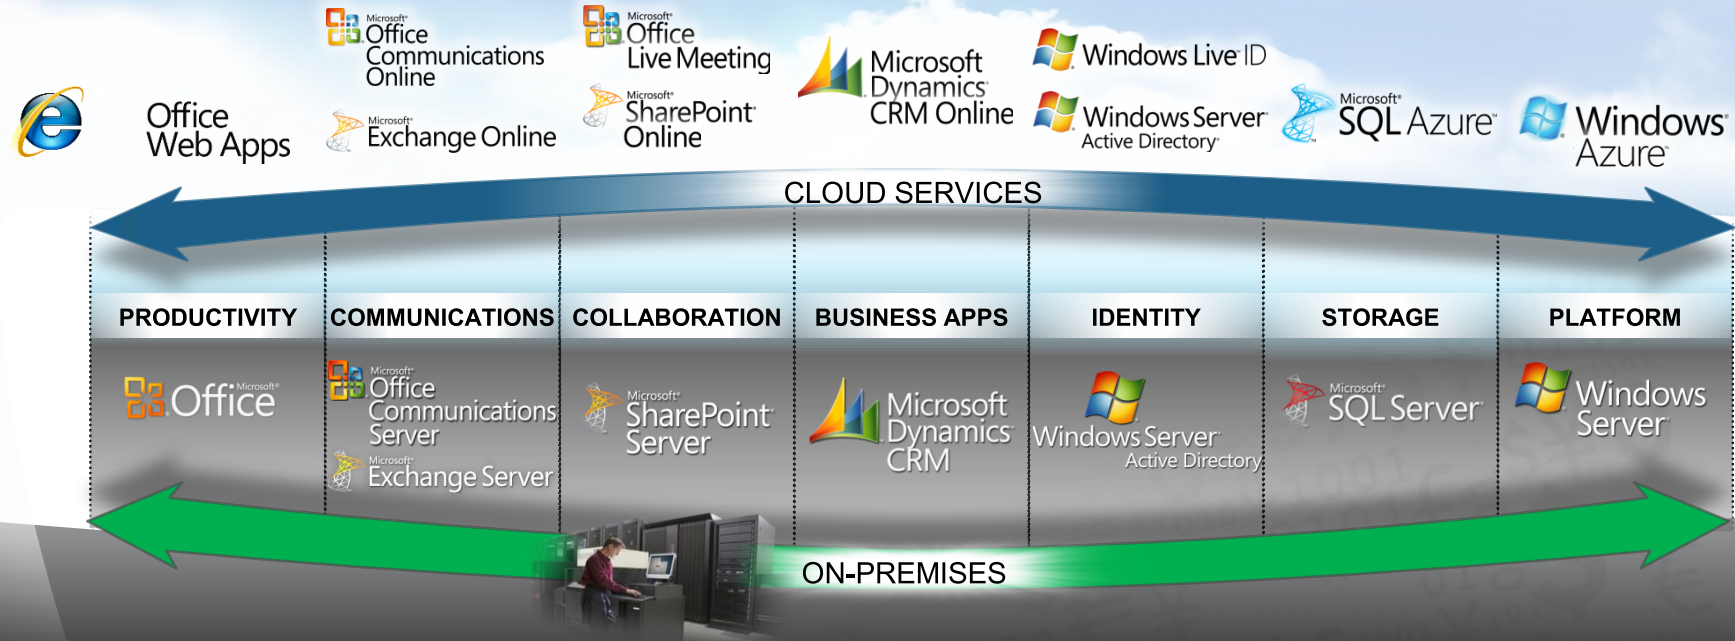 Office
Web Apps
Microsoft®
Office
Communications
Online
Microsoft®
Exchange Online
Microsoft®
Office
Live Meeting
Microsoft®
SharePoint
Online
Microsoft
Dynamics
CRM Online
Windows Live ID
Windows Server
Active Directory
Microsoft®
SQL Azure™
Windows
Azure™
CLOUD SERVICES
PRODUCTIVITY
COMMUNICATIONS
COLLABORATION
BUSINESS APPS
IDENTITY
STORAGE
PLATFORM
Office Microsoft®
Microsoft®
Office
Communications
Server
Microsoft®
Exchange Server
Microsoft®
SharePoint
Server
Microsoft
Dynamics
CRM
Windows Server
Active Directory
Microsoft®
SQL Server
Windows
Server
ON-PREMISES